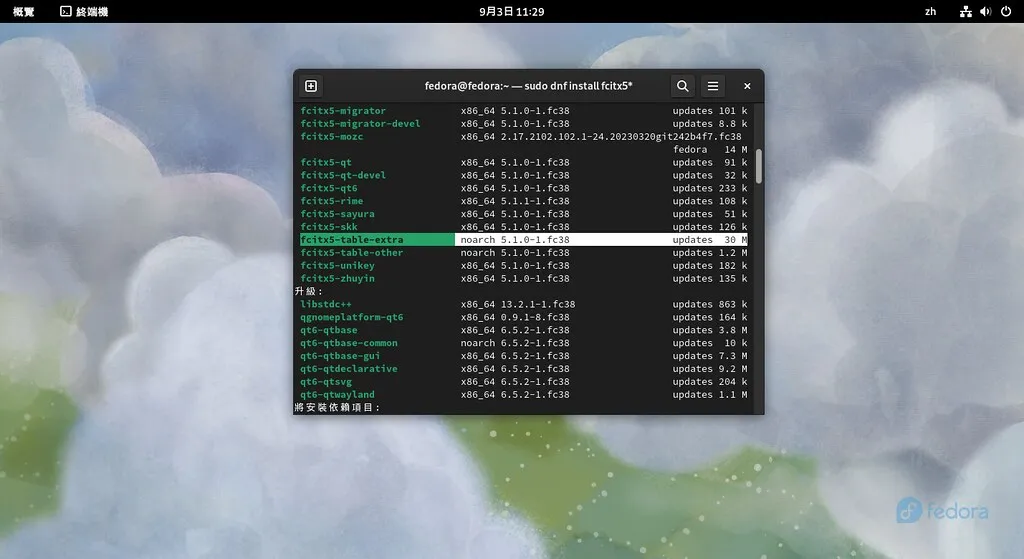 概覽 終端機 9月3日 11:29 zh
fedora@fedora:~ — sudo dnf install fcitx5*
fcitx5-migrator x86_64 5.1.0-1.fc38 updates 101 k
fcitx5-migrator-devel x86_64 5.1.0-1.fc38 updates 8.8 k
fcitx5-mozc x86_64 2.17.2102.102.1-24.20230320git242b4f7.fc38
fedora 14 M
fcitx5-qt x86_64 5.1.0-1.fc38 updates 91 k
fcitx5-qt-devel x86_64 5.1.0-1.fc38 updates 32 k
fcitx5-qt6 x86_64 5.1.0-1.fc38 updates 233 k
fcitx5-rime x86_64 5.1.1-1.fc38 updates 108 k
fcitx5-sayura x86_64 5.1.0-1.fc38 updates 51 k
fcitx5-skk x86_64 5.1.0-1.fc38 updates 126 k
fcitx5-table-extra noarch 5.1.0-1.fc38 updates 30 M
fcitx5-table-other noarch 5.1.0-1.fc38 updates 1.2 M
fcitx5-unikey x86_64 5.1.0-1.fc38 updates 182 k
fcitx5-zhuyin x86_64 5.1.0-1.fc38 updates 135 k
升級:
libstdc++ x86_64 13.2.1-1.fc38 updates 863 k
qgnomeplatform-qt6 x86_64 0.9.1-8.fc38 updates 164 k
qt6-qtbase x86_64 6.5.2-1.fc38 updates 3.8 M
qt6-qtbase-common noarch 6.5.2-1.fc38 updates 10 k
qt6-qtbase-gui x86_64 6.5.2-1.fc38 updates 7.3 M
qt6-qtdeclarative x86_64 6.5.2-1.fc38 updates 9.2 M
qt6-qtsvg x86_64 6.5.2-1.fc38 updates 204 k
qt6-qtwayland x86_64 6.5.2-1.fc38 updates 1.1 M
將安裝依賴項目:
fedora